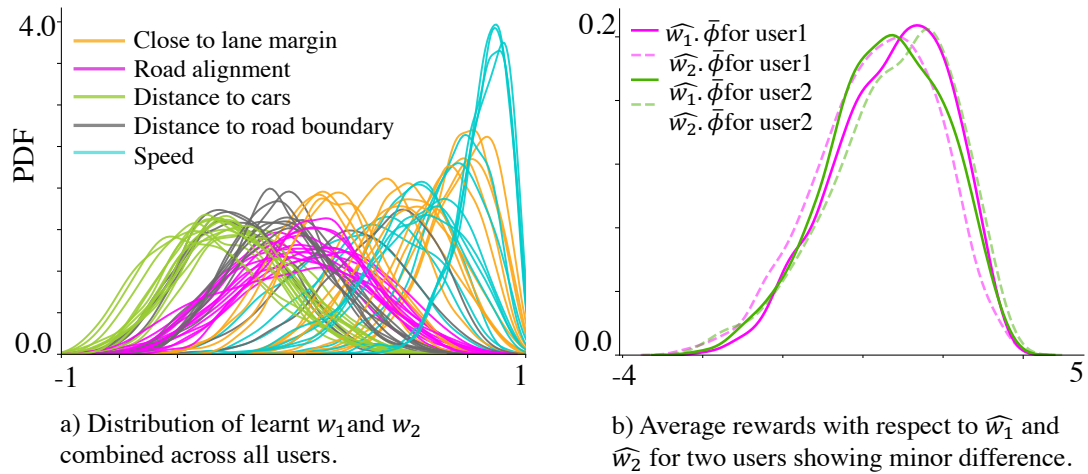 4.0
PDF
0.0
-1
1
Close to lane margin
Road alignment
Distance to cars
Distance to road boundary
Speed
a) Distribution of learnt w₁and w₂
combined across all users.
0.2
0.0
-4
5
ŵ₁. ϕ̄for user1
ŵ₂. ϕ̄for user1
ŵ₁. ϕ̄for user2
ŵ₂. ϕ̄for user2
b) Average rewards with respect to ŵ₁ and
ŵ₂ for two users showing minor difference.